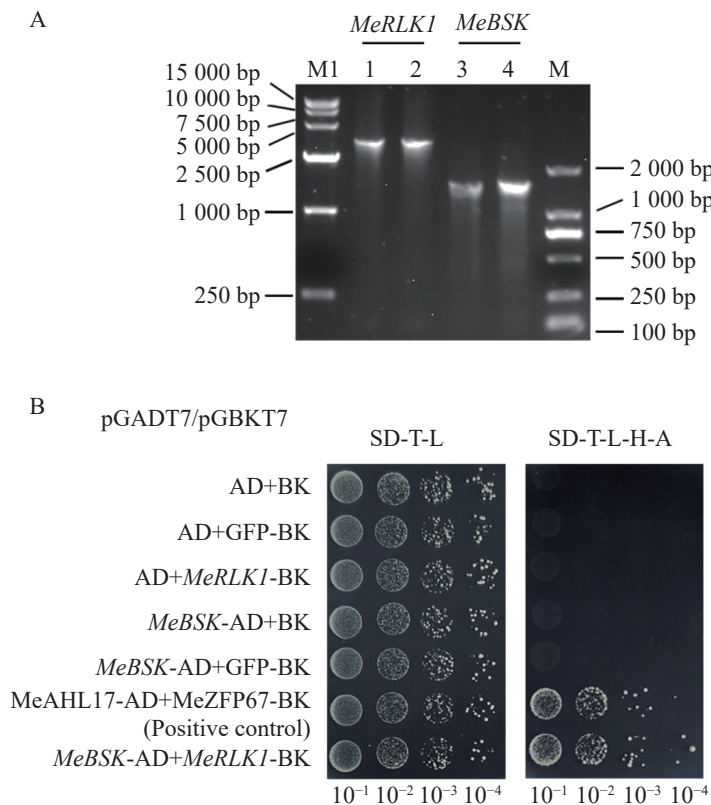 A
MeRLK1 MeBSK
M1 1 2 3 4 M
15 000 bp
10 000 bp
7 500 bp
5 000 bp
2 500 bp
1 000 bp
250 bp
2 000 bp
1 000 bp
750 bp
500 bp
250 bp
100 bp
B
pGADT7/pGBKT7
SD-T-L SD-T-L-H-A
AD+BK
AD+GFP-BK
AD+MeRLK1-BK
MeBSK-AD+BK
MeBSK-AD+GFP-BK
MeAHL17-AD+MeZFP67-BK
(Positive control)
MeBSK-AD+MeRLK1-BK
10⁻¹ 10⁻² 10⁻³ 10⁻⁴ 10⁻¹ 10⁻² 10⁻³ 10⁻⁴